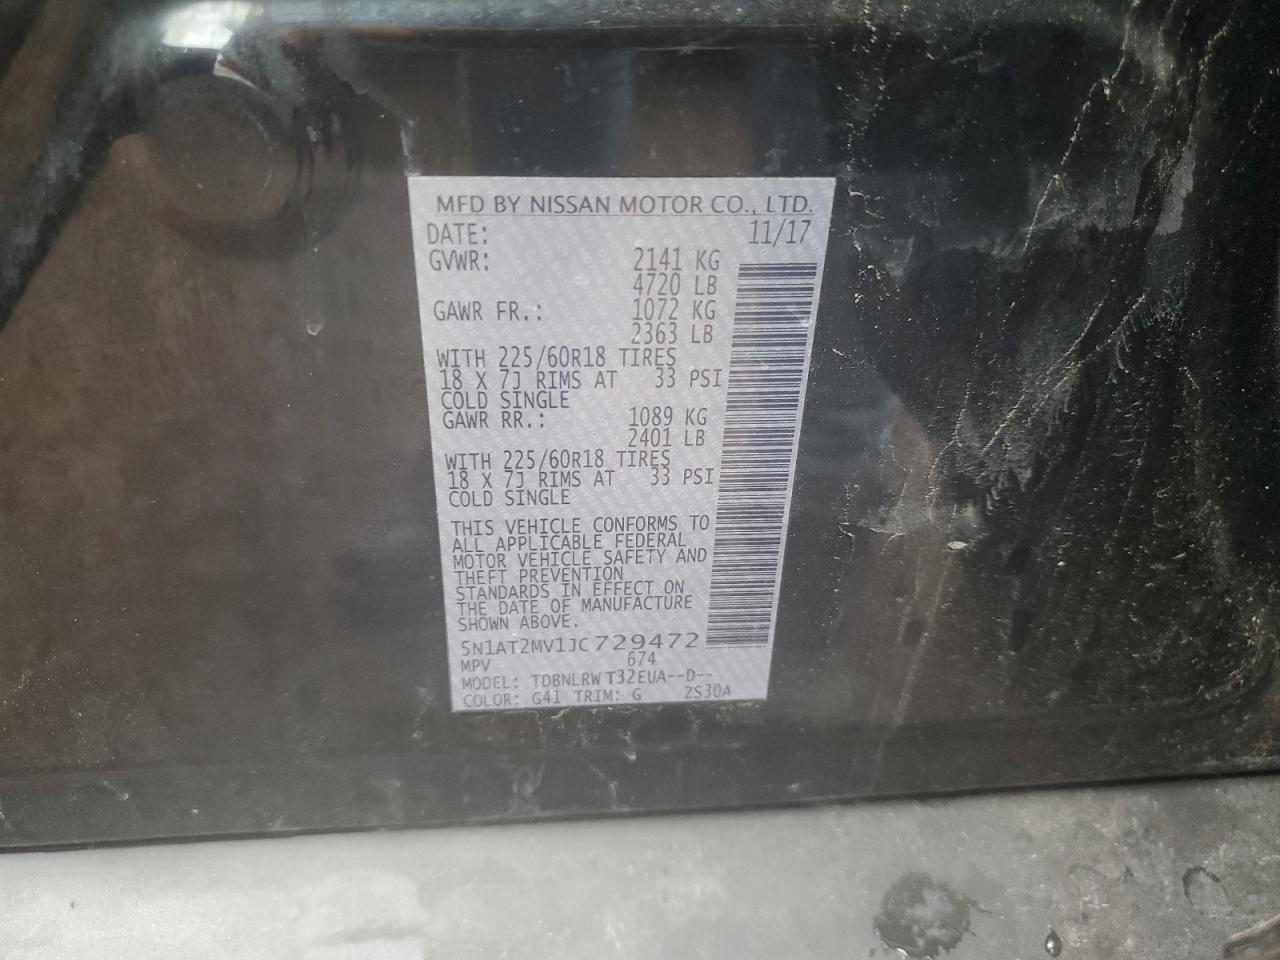 MFD BY NISSAN MOTOR CO., LTD.
DATE: 11/17
GVWR: 2141 KG
4720 LB
GAWR FR.: 1072 KG
2363 LB
WITH 225/60R18 TIRES
18 X 7J RIMS AT 33 PSI
COLD SINGLE
GAWR RR.: 1089 KG
2401 LB
WITH 225/60R18 TIRES
18 X 7J RIMS AT 33 PSI
COLD SINGLE
THIS VEHICLE CONFORMS TO
ALL APPLICABLE FEDERAL
MOTOR VEHICLE SAFETY AND
THEFT PREVENTION
STANDARDS IN EFFECT ON
THE DATE OF MANUFACTURE
SHOWN ABOVE.
5N1AT2MV1JC729472
MPV 674
MODEL: TDBNLRW T32EUA--D--
COLOR: G41 TRIM: G ZS30A